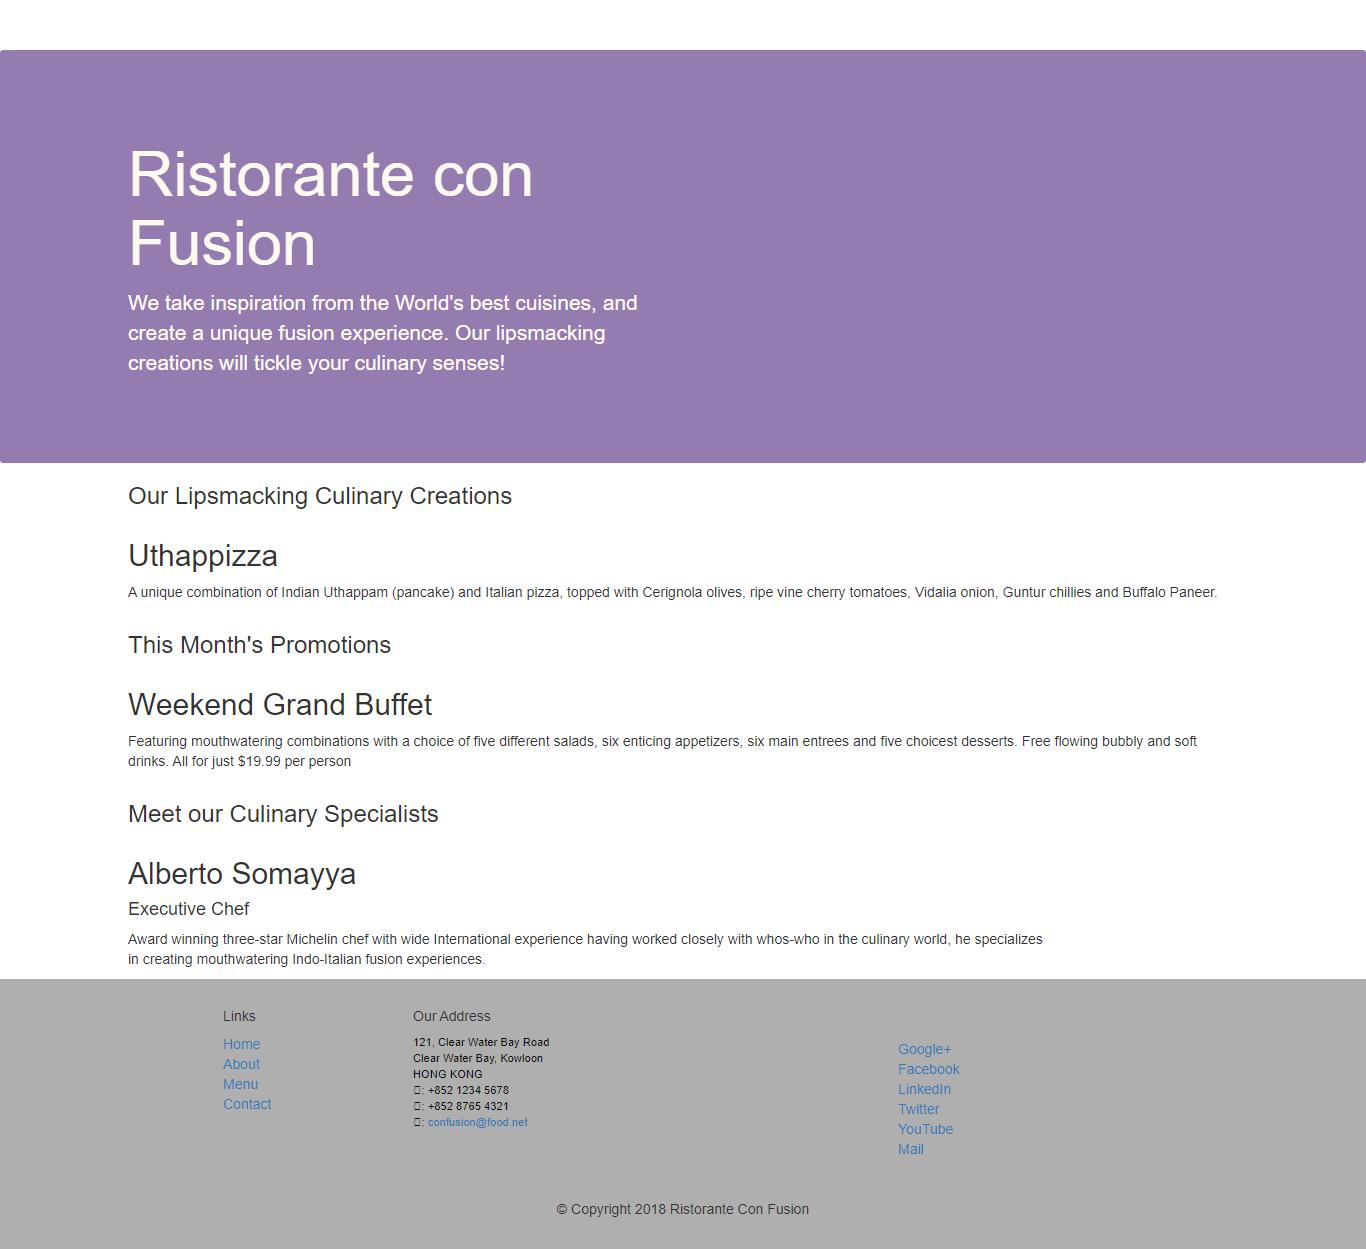 Ristorante con
Fusion
We take inspiration from the World's best cuisines, and
create a unique fusion experience. Our lipsmacking
creations will tickle your culinary senses!
Our Lipsmacking Culinary Creations
Uthappizza
A unique combination of Indian Uthappam (pancake) and Italian pizza, topped with Cerignola olives, ripe vine cherry tomatoes, Vidalia onion, Guntur chillies and Buffalo Paneer.
This Month's Promotions
Weekend Grand Buffet
Featuring mouthwatering combinations with a choice of five different salads, six enticing appetizers, six main entrees and five choicest desserts. Free flowing bubbly and soft
drinks. All for just $19.99 per person
Meet our Culinary Specialists
Alberto Somayya
Executive Chef
Award winning three-star Michelin chef with wide International experience having worked closely with whos-who in the culinary world, he specializes
in creating mouthwatering Indo-Italian fusion experiences.
Links
Home
About
Menu
Contact
Our Address
121, Clear Water Bay Road
Clear Water Bay, Kowloon
HONG KONG
: +852 1234 5678
: +852 8765 4321
: confusion@food.net
Google+
Facebook
LinkedIn
Twitter
YouTube
Mail
© Copyright 2018 Ristorante Con Fusion